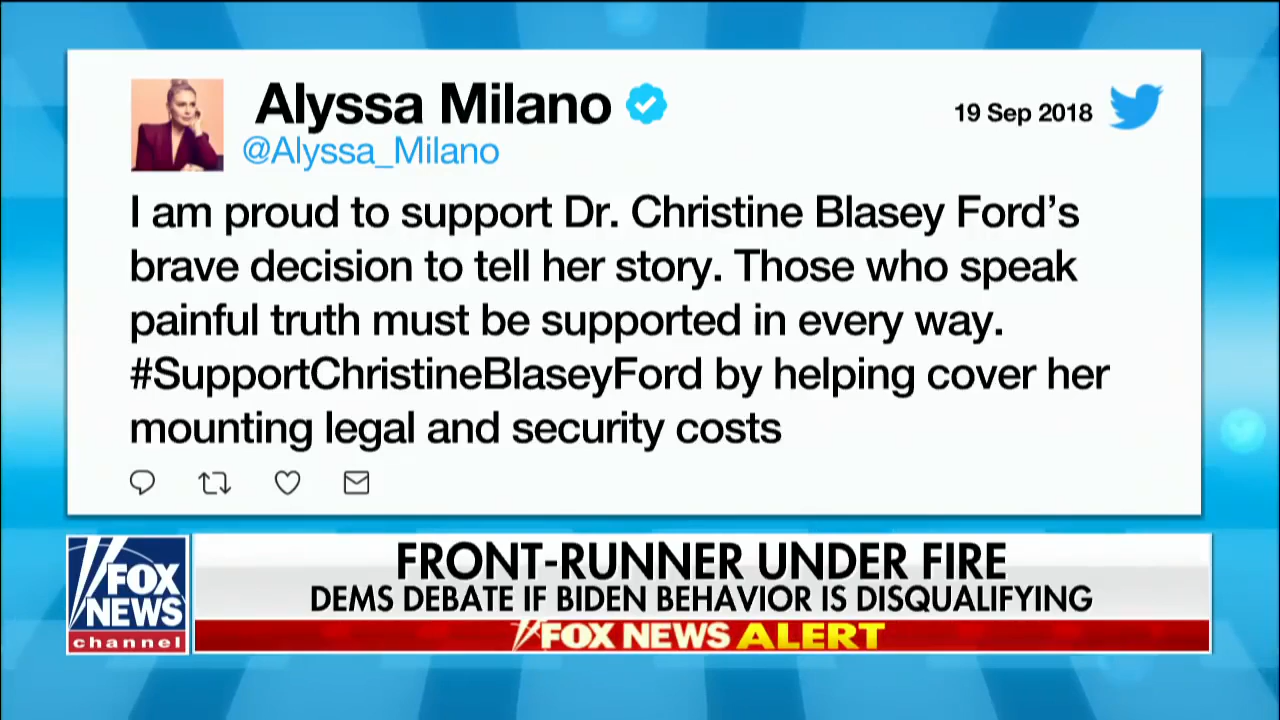 Alyssa Milano
19 Sep 2018
@Alyssa_Milano
I am proud to support Dr. Christine Blasey Ford’s
brave decision to tell her story. Those who speak
painful truth must be supported in every way.
#SupportChristineBlaseyFord by helping cover her
mounting legal and security costs
FOX
NEWS
channel
FRONT-RUNNER UNDER FIRE
DEMS DEBATE IF BIDEN BEHAVIOR IS DISQUALIFYING
FOX NEWS ALERT